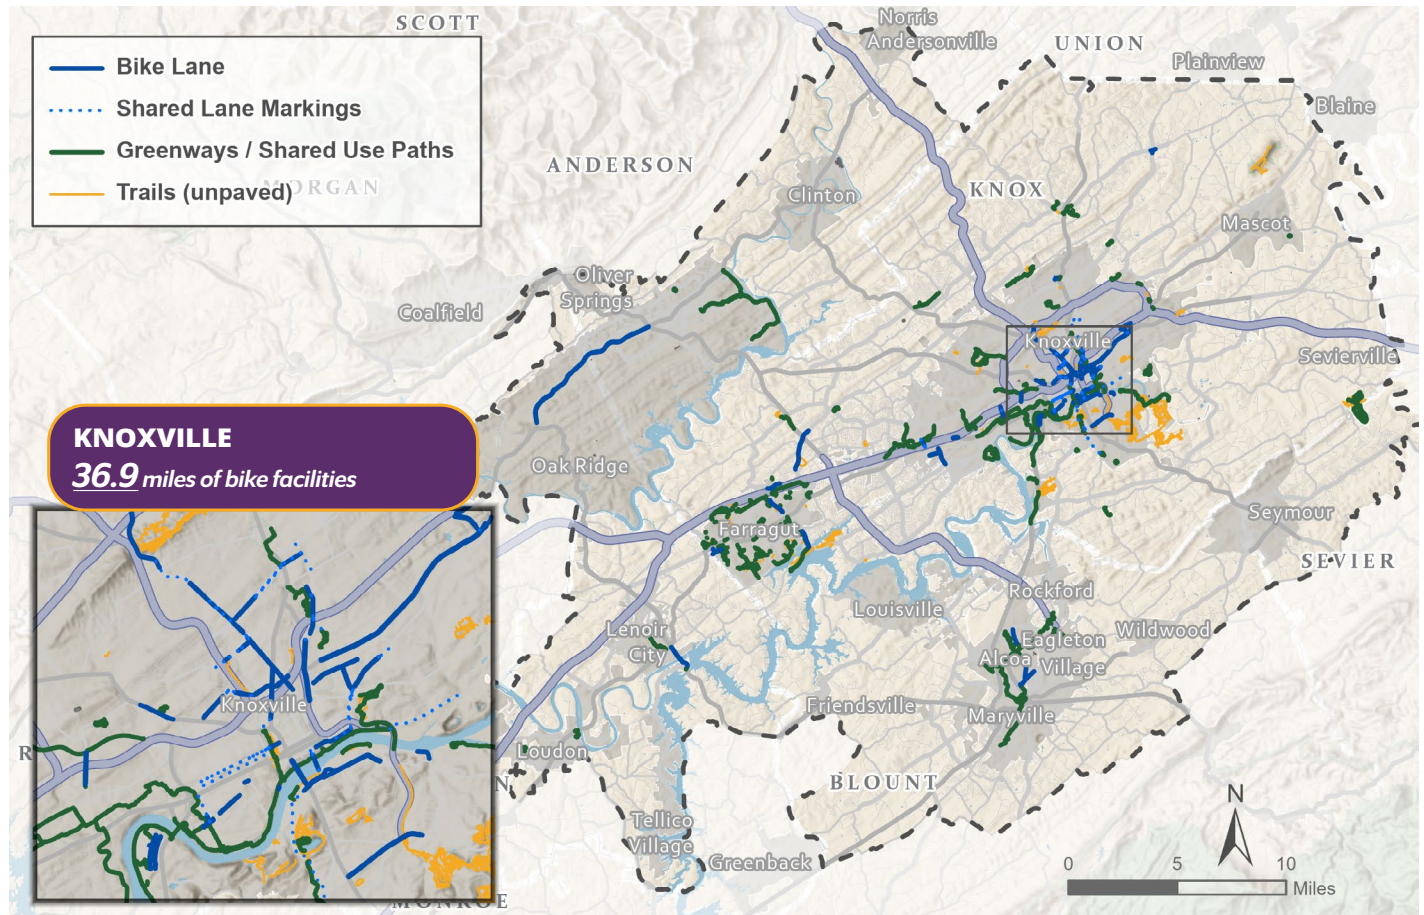 SCOTT
Norris
Andersonville
UNION
Plainview
Blaine
Bike Lane
Shared Lane Markings
Greenways / Shared Use Paths
Trails (unpaved)
MORGAN
ANDERSON
Clinton
KNOX
Mascot
Oliver
Springs
Coalfield
Knoxville
Sevierville
KNOXVILLE
36.9 miles of bike facilities
Oak Ridge
Farragut
Seymour
SEVIER
Rockford
Louisville
Lenoir
City
Eagleton
Village
Wildwood
Alcoa
Knoxville
Friendsville
Maryville
R
Loudon
N
BLOUNT
Tellico
Village
Greenback
MONROE
N
0 5 10
Miles